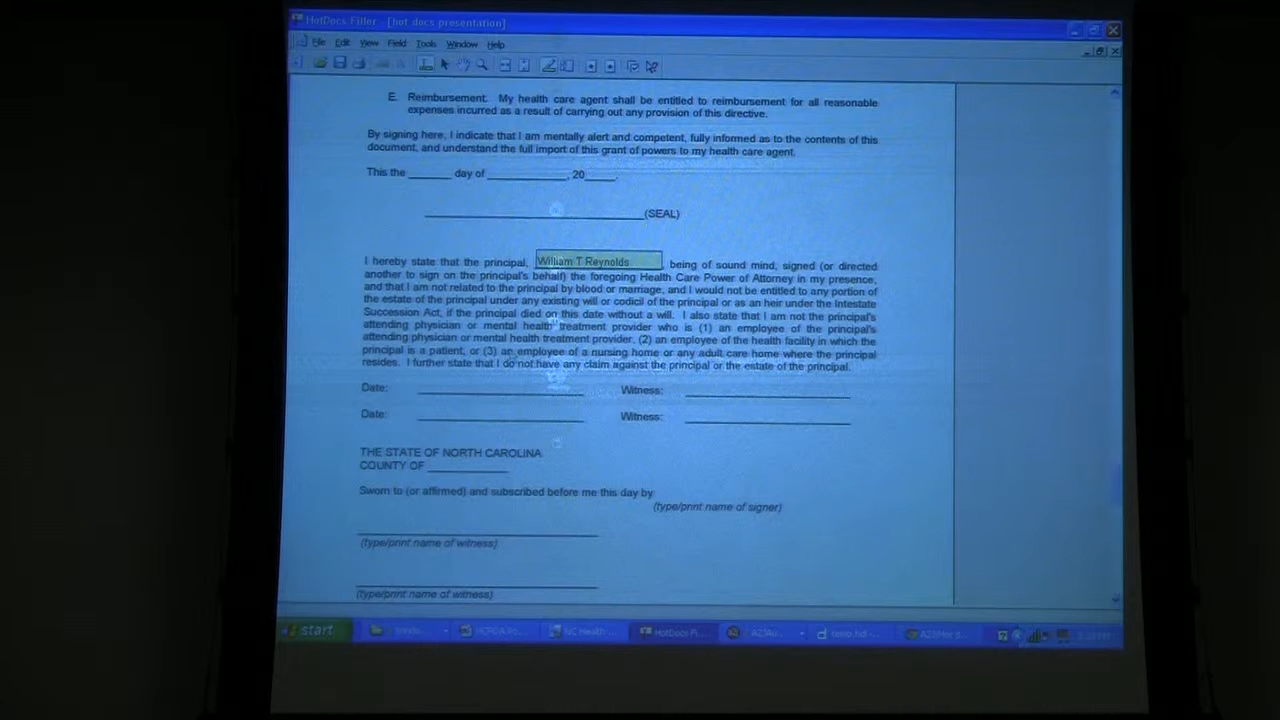 HotDocs Filler - [hot docs presentation]
File Edit View Field Tools Window Help
E. Reimbursement. My health care agent shall be entitled to reimbursement for all reasonable
expenses incurred as a result of carrying out any provision of this directive.
By signing here, I indicate that I am mentally alert and competent, fully informed as to the contents of this
document, and understand the full import of this grant of powers to my health care agent.
This the ______ day of ___________, 20____.
______________________________(SEAL)
I hereby state that the principal, William T Reynolds, being of sound mind, signed (or directed
another to sign on the principal's behalf) the foregoing Health Care Power of Attorney in my presence,
and that I am not related to the principal by blood or marriage, and I would not be entitled to any portion of
the estate of the principal under any existing will or codicil of the principal or as an heir under the Intestate
Succession Act, if the principal died on this date without a will. I also state that I am not the principal's
attending physician or mental health treatment provider who is (1) an employee of the principal's
attending physician or mental health treatment provider, (2) an employee of the health facility in which the
principal is a patient, or (3) an employee of a nursing home or any adult care home where the principal
resides. I further state that I do not have any claim against the principal or the estate of the principal.
Date: ______________________ Witness: ______________________
Date: ______________________ Witness: ______________________
THE STATE OF NORTH CAROLINA
COUNTY OF ___________
Sworn to (or affirmed) and subscribed before me this day by
(type/print name of signer)
(type/print name of witness)
(type/print name of witness)
start HotDocs Fi...